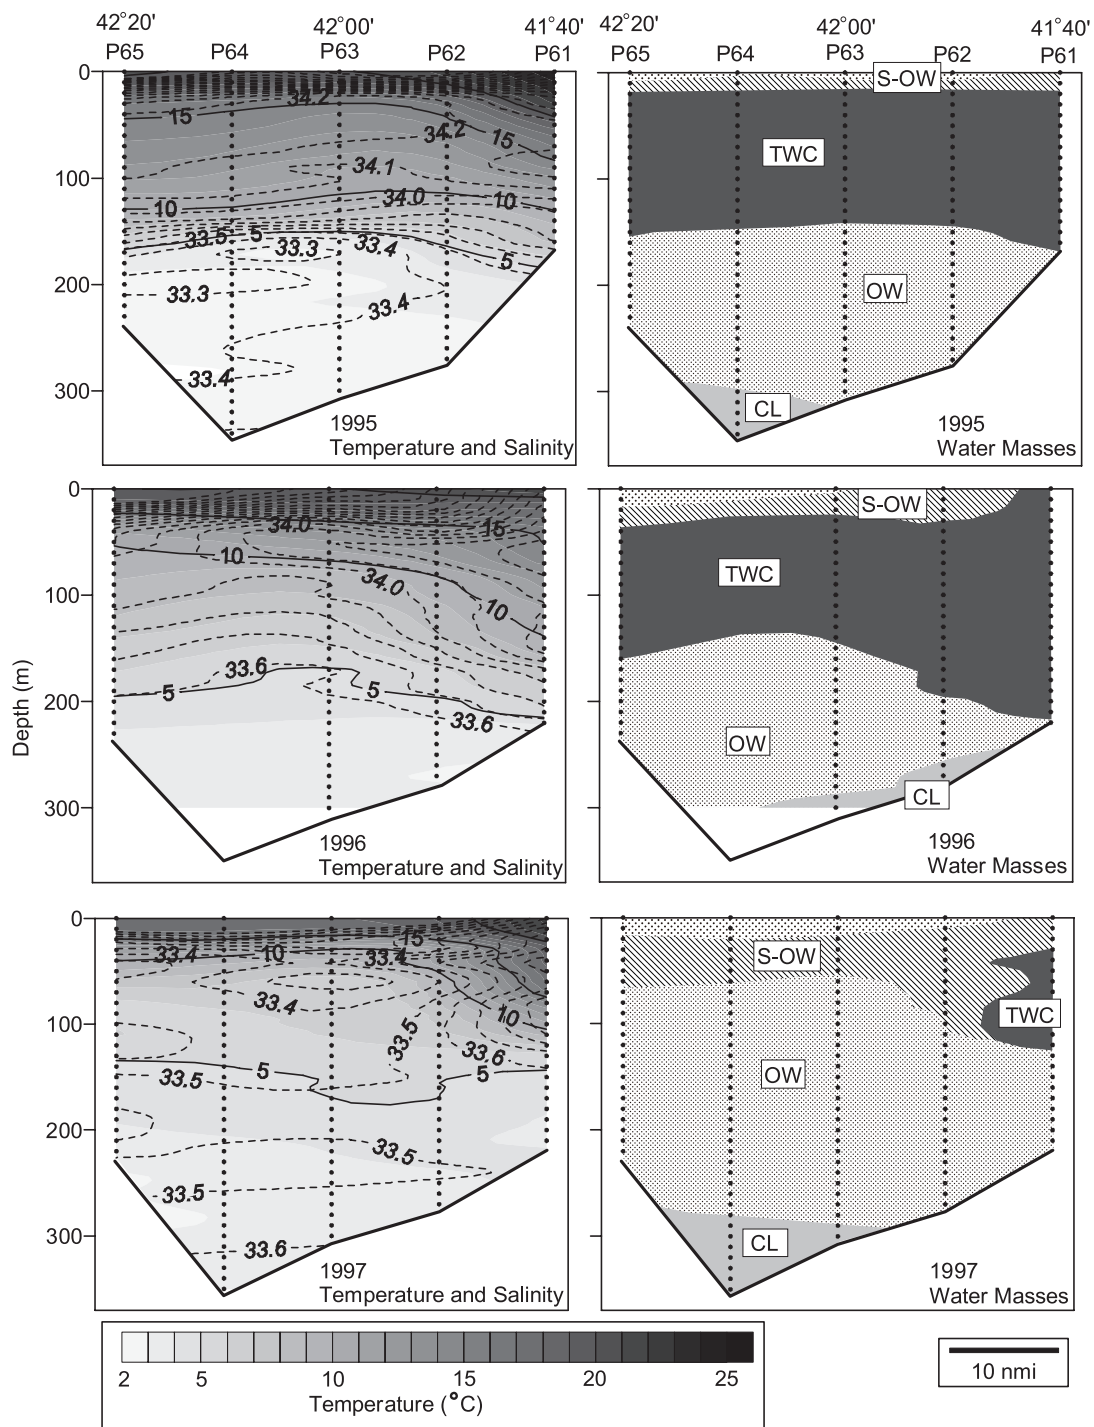 42°20' 42°00' 41°40' 42°20' 42°00' 41°40'
P65 P64 P63 P62 P61 P65 P64 P63 P62 P61
0
100
200
300
34.2
15
34.2
15
34.1
10
34.0
10
33.5
5
33.3
33.4
5
33.3
33.4
33.4
1995
Temperature and Salinity
S-OW
TWC
OW
CL
1995
Water Masses
Depth (m)
0
100
200
300
34.0
15
10
34.0
10
33.6
5
5
33.6
1996
Temperature and Salinity
S-OW
TWC
OW
CL
1996
Water Masses
0
100
200
300
15
33.4
10
33.4
33.4
10
33.5
33.6
5
33.5
5
33.5
33.5
33.6
1997
Temperature and Salinity
S-OW
TWC
OW
CL
1997
Water Masses
2 5 10 15 20 25
Temperature (°C)
10 nmi